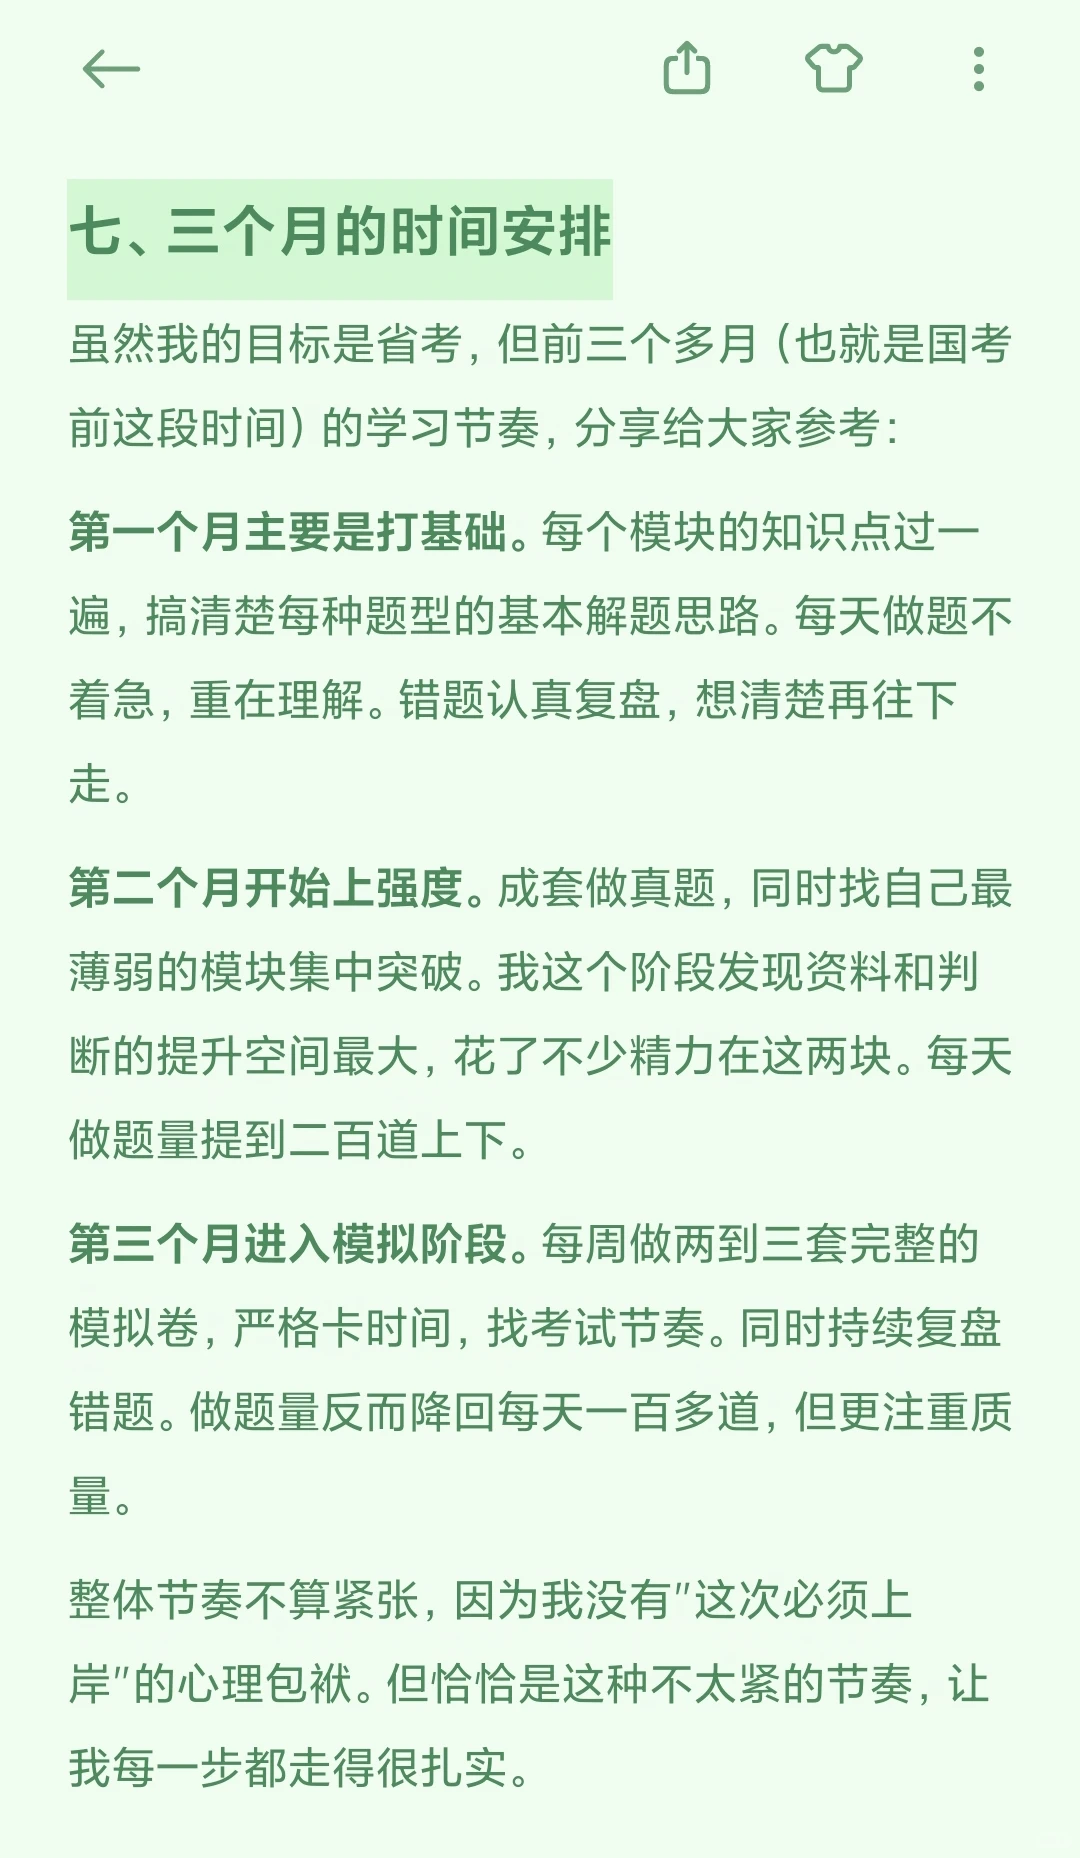 七、三个月的时间安排
虽然我的目标是省考，但前三个多月（也就是国考
前这段时间）的学习节奏，分享给大家参考：
第一个月主要是打基础。每个模块的知识点过一
遍，搞清楚每种题型的基本解题思路。每天做题不
着急，重在理解。错题认真复盘，想清楚再往下
走。
第二个月开始上强度。成套做真题，同时找自己最
薄弱的模块集中突破。我这个阶段发现资料和判
断的提升空间最大，花了不少精力在这两块。每天
做题量提到二百道上下。
第三个月进入模拟阶段。每周做两到三套完整的
模拟卷，严格卡时间，找考试节奏。同时持续复盘
错题。做题量反而降回每天一百多道，但更注重质
量。
整体节奏不算紧张，因为我没有"这次必须上
岸"的心理包袱。但恰恰是这种不太紧的节奏，让
我每一步都走得很扎实。